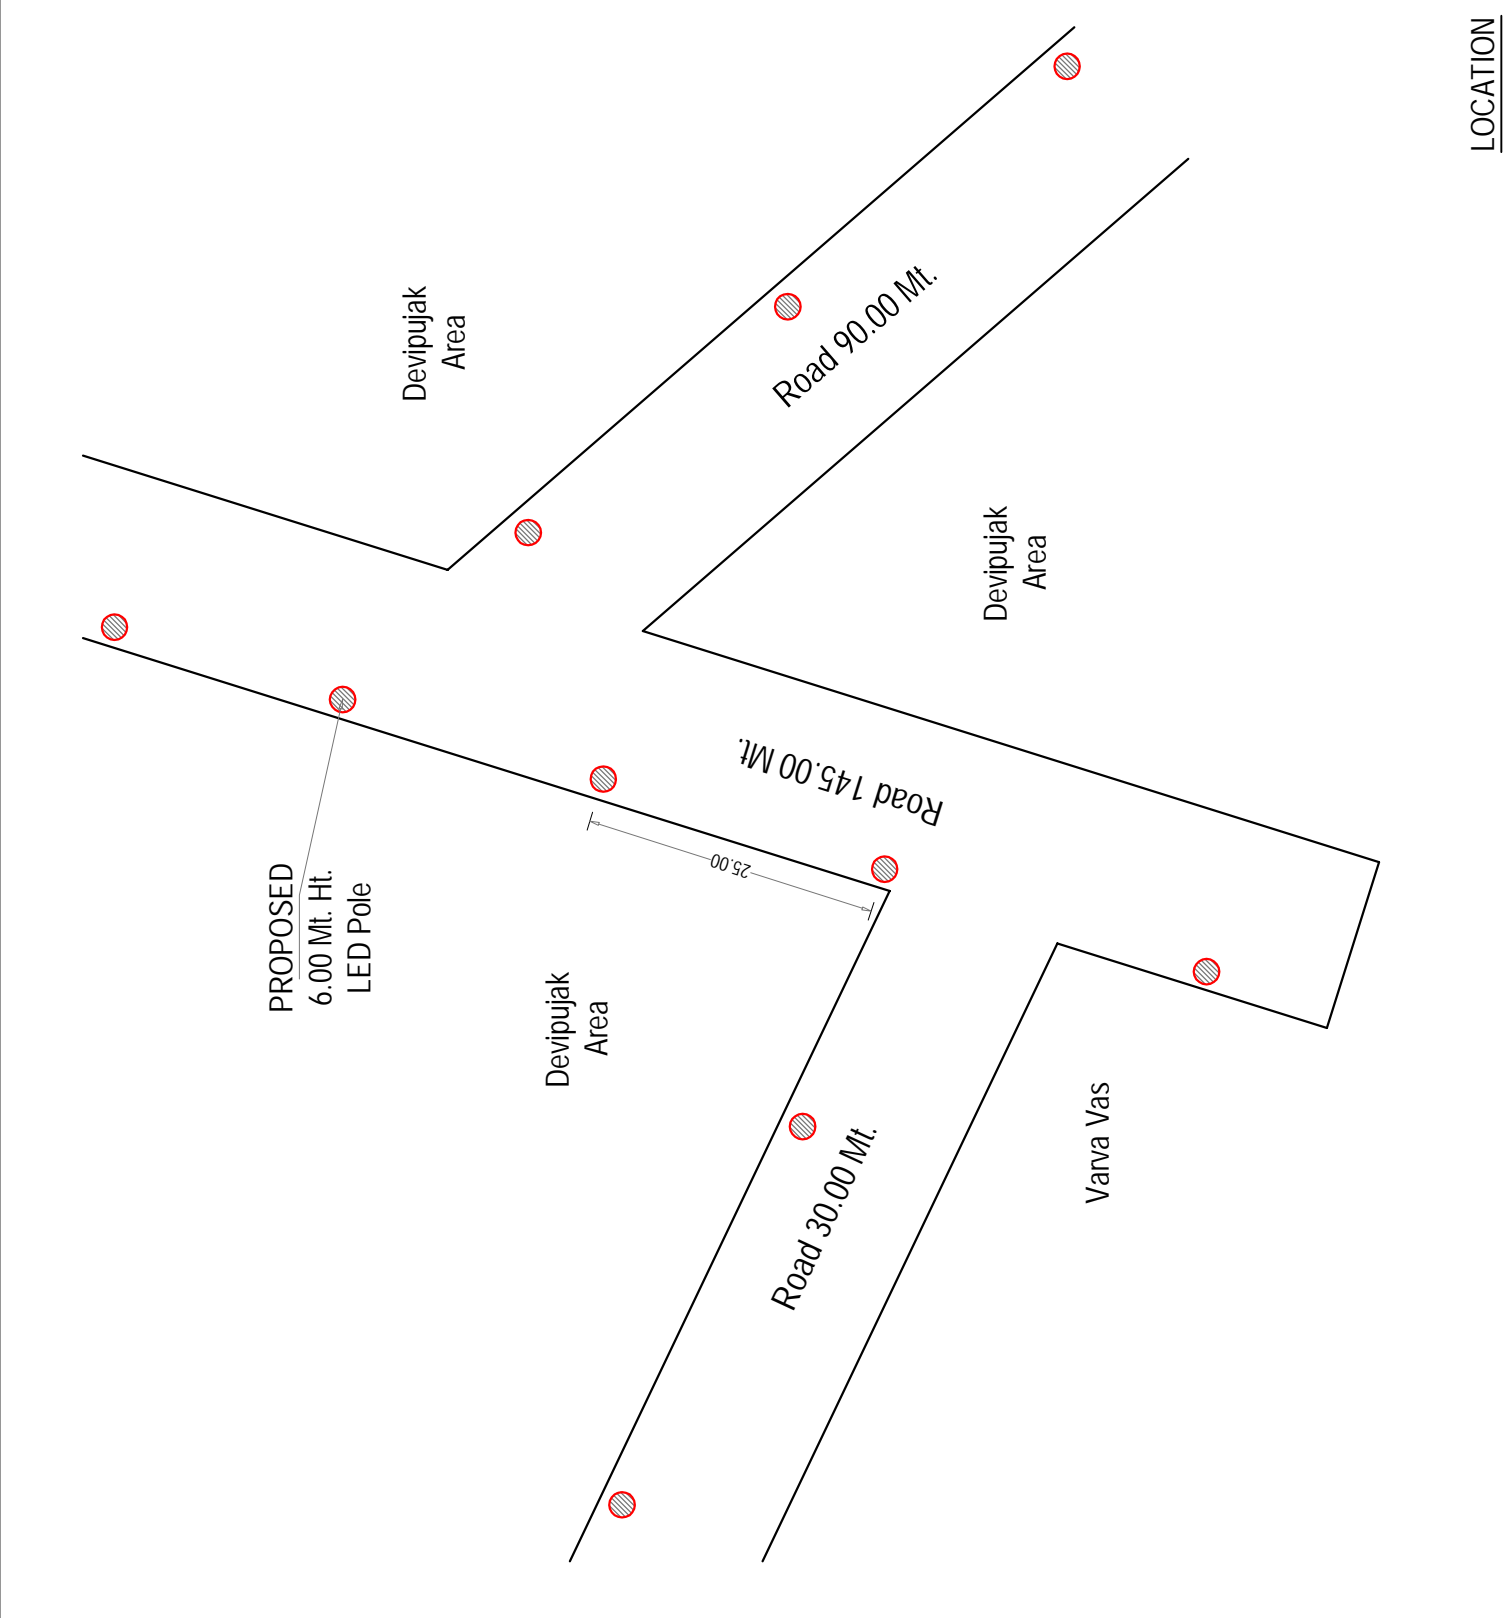 LOCATION
Devipujak
Area
Road 90.00 Mt.
Devipujak
Area
Road 145.00 Mt.
25.00
PROPOSED
6.00 Mt. Ht.
LED Pole
Devipujak
Area
Road 30.00 Mt.
Varva Vas